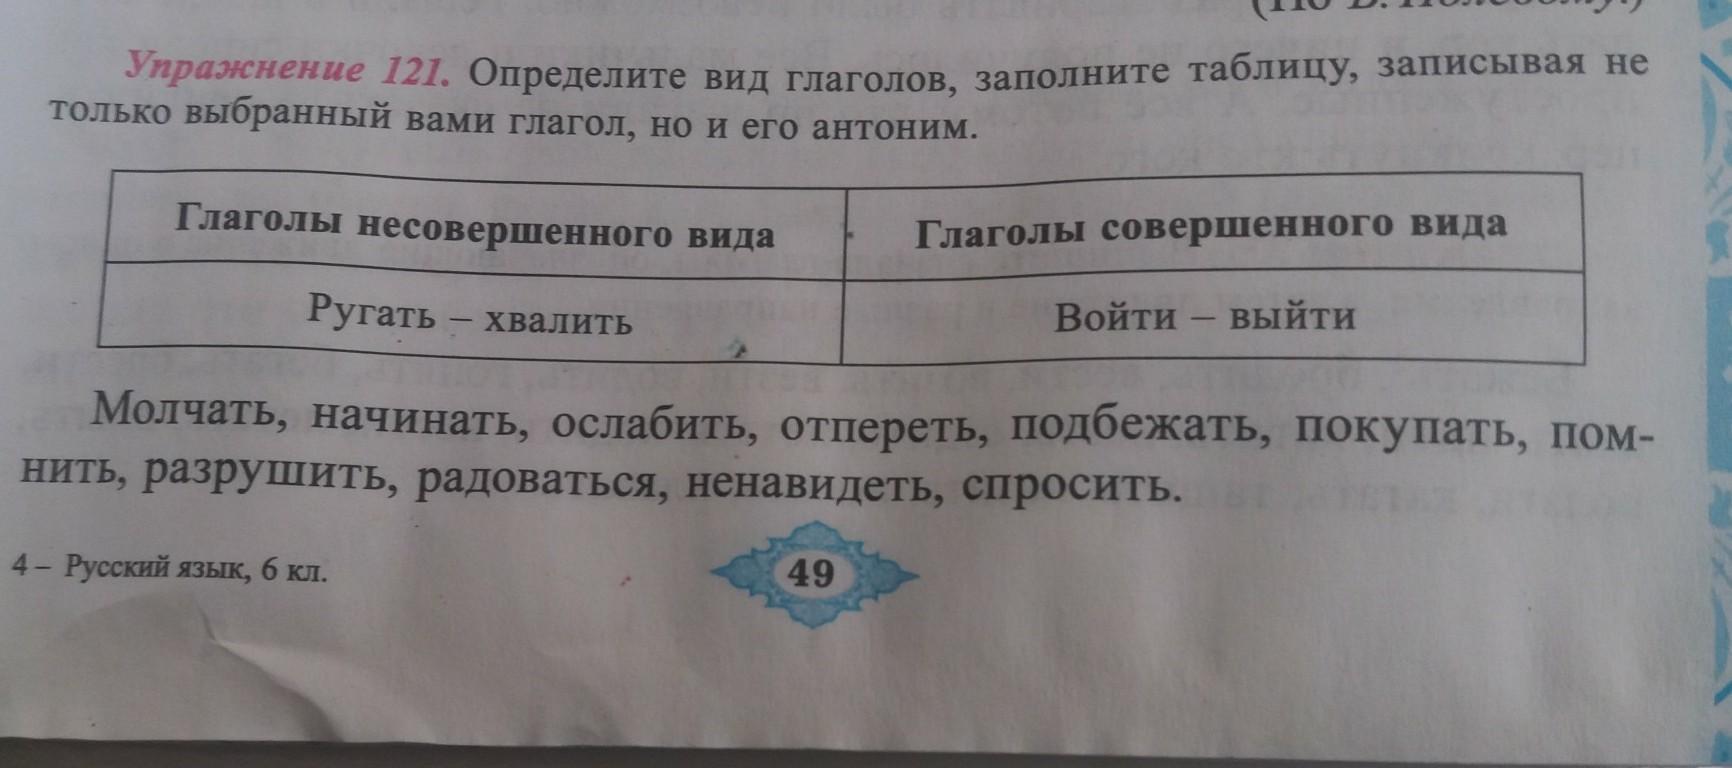 Упражнение 121. Определите вид глаголов, заполните таблицу, записывая не
только выбранный вами глагол, но и его антоним.
Глаголы несовершенного вида Глаголы совершенного вида
Ругать – хвалить Войти – выйти
Молчать, начинать, ослабить, отпереть, подбежать, покупать, пом-
нить, разрушить, радоваться, ненавидеть, спросить.
4 – Русский язык, 6 кл.
49